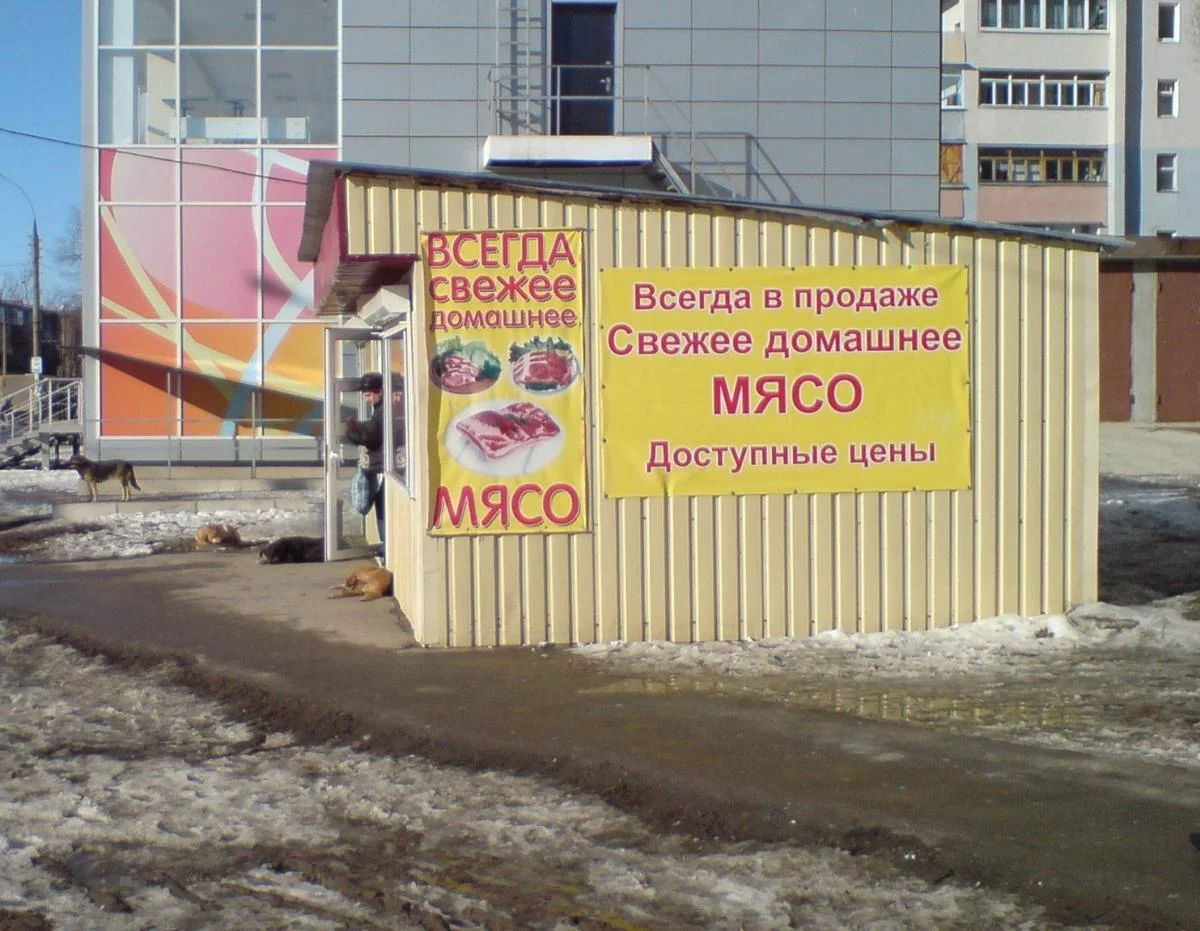 ВСЕГДА
свежее
домашнее
МЯСО
Всегда в продаже
Свежее домашнее
МЯСО
Доступные цены